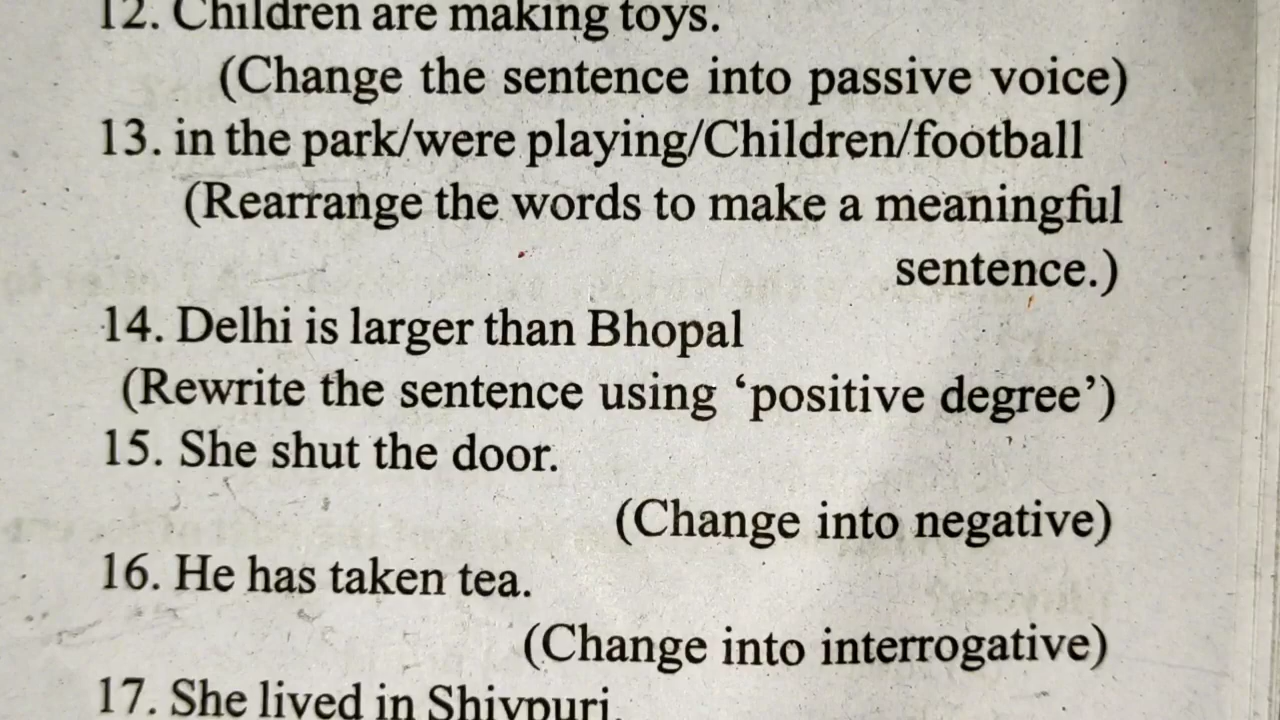 12. Children are making toys.
(Change the sentence into passive voice)
13. in the park/were playing/Children/football
(Rearrange the words to make a meaningful
sentence.)
14. Delhi is larger than Bhopal
(Rewrite the sentence using ‘positive degree’)
15. She shut the door.
(Change into negative)
16. He has taken tea.
(Change into interrogative)
17. She lived in Shivpuri.